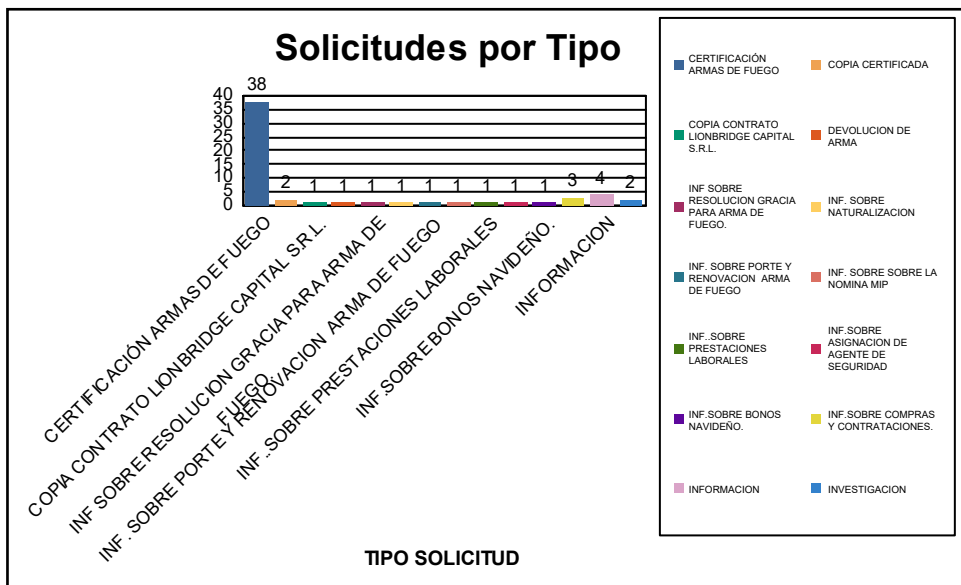 Solicitudes por Tipo
40
35
30
25
20
15
10
5
0
38
2
1
1
1
1
1
1
1
1
1
3
4
2
CERTIFICACIÓN ARMAS DE FUEGO
COPIA CONTRATO LIONBRIDGE CAPITAL S.R.L.
INF SOBRE RESOLUCION GRACIA PARA ARMA DE
FUEGO.
INF. SOBRE PORTE Y RENOVACION ARMA DE FUEGO
INF..SOBRE PRESTACIONES LABORALES
INF.SOBRE BONOS NAVIDEÑO.
INFORMACION
TIPO SOLICITUD
CERTIFICACIÓN
ARMAS DE FUEGO
COPIA CERTIFICADA
COPIA CONTRATO
LIONBRIDGE CAPITAL
S.R.L.
DEVOLUCION DE
ARMA
INF SOBRE
RESOLUCION GRACIA
PARA ARMA DE
FUEGO.
INF. SOBRE
NATURALIZACION
INF. SOBRE PORTE Y
RENOVACION ARMA
DE FUEGO
INF. SOBRE SOBRE LA
NOMINA MIP
INF..SOBRE
PRESTACIONES
LABORALES
INF.SOBRE
ASIGNACION DE
AGENTE DE
SEGURIDAD
INF.SOBRE BONOS
NAVIDEÑO.
INF.SOBRE COMPRAS
Y CONTRATACIONES.
INFORMACION
INVESTIGACION